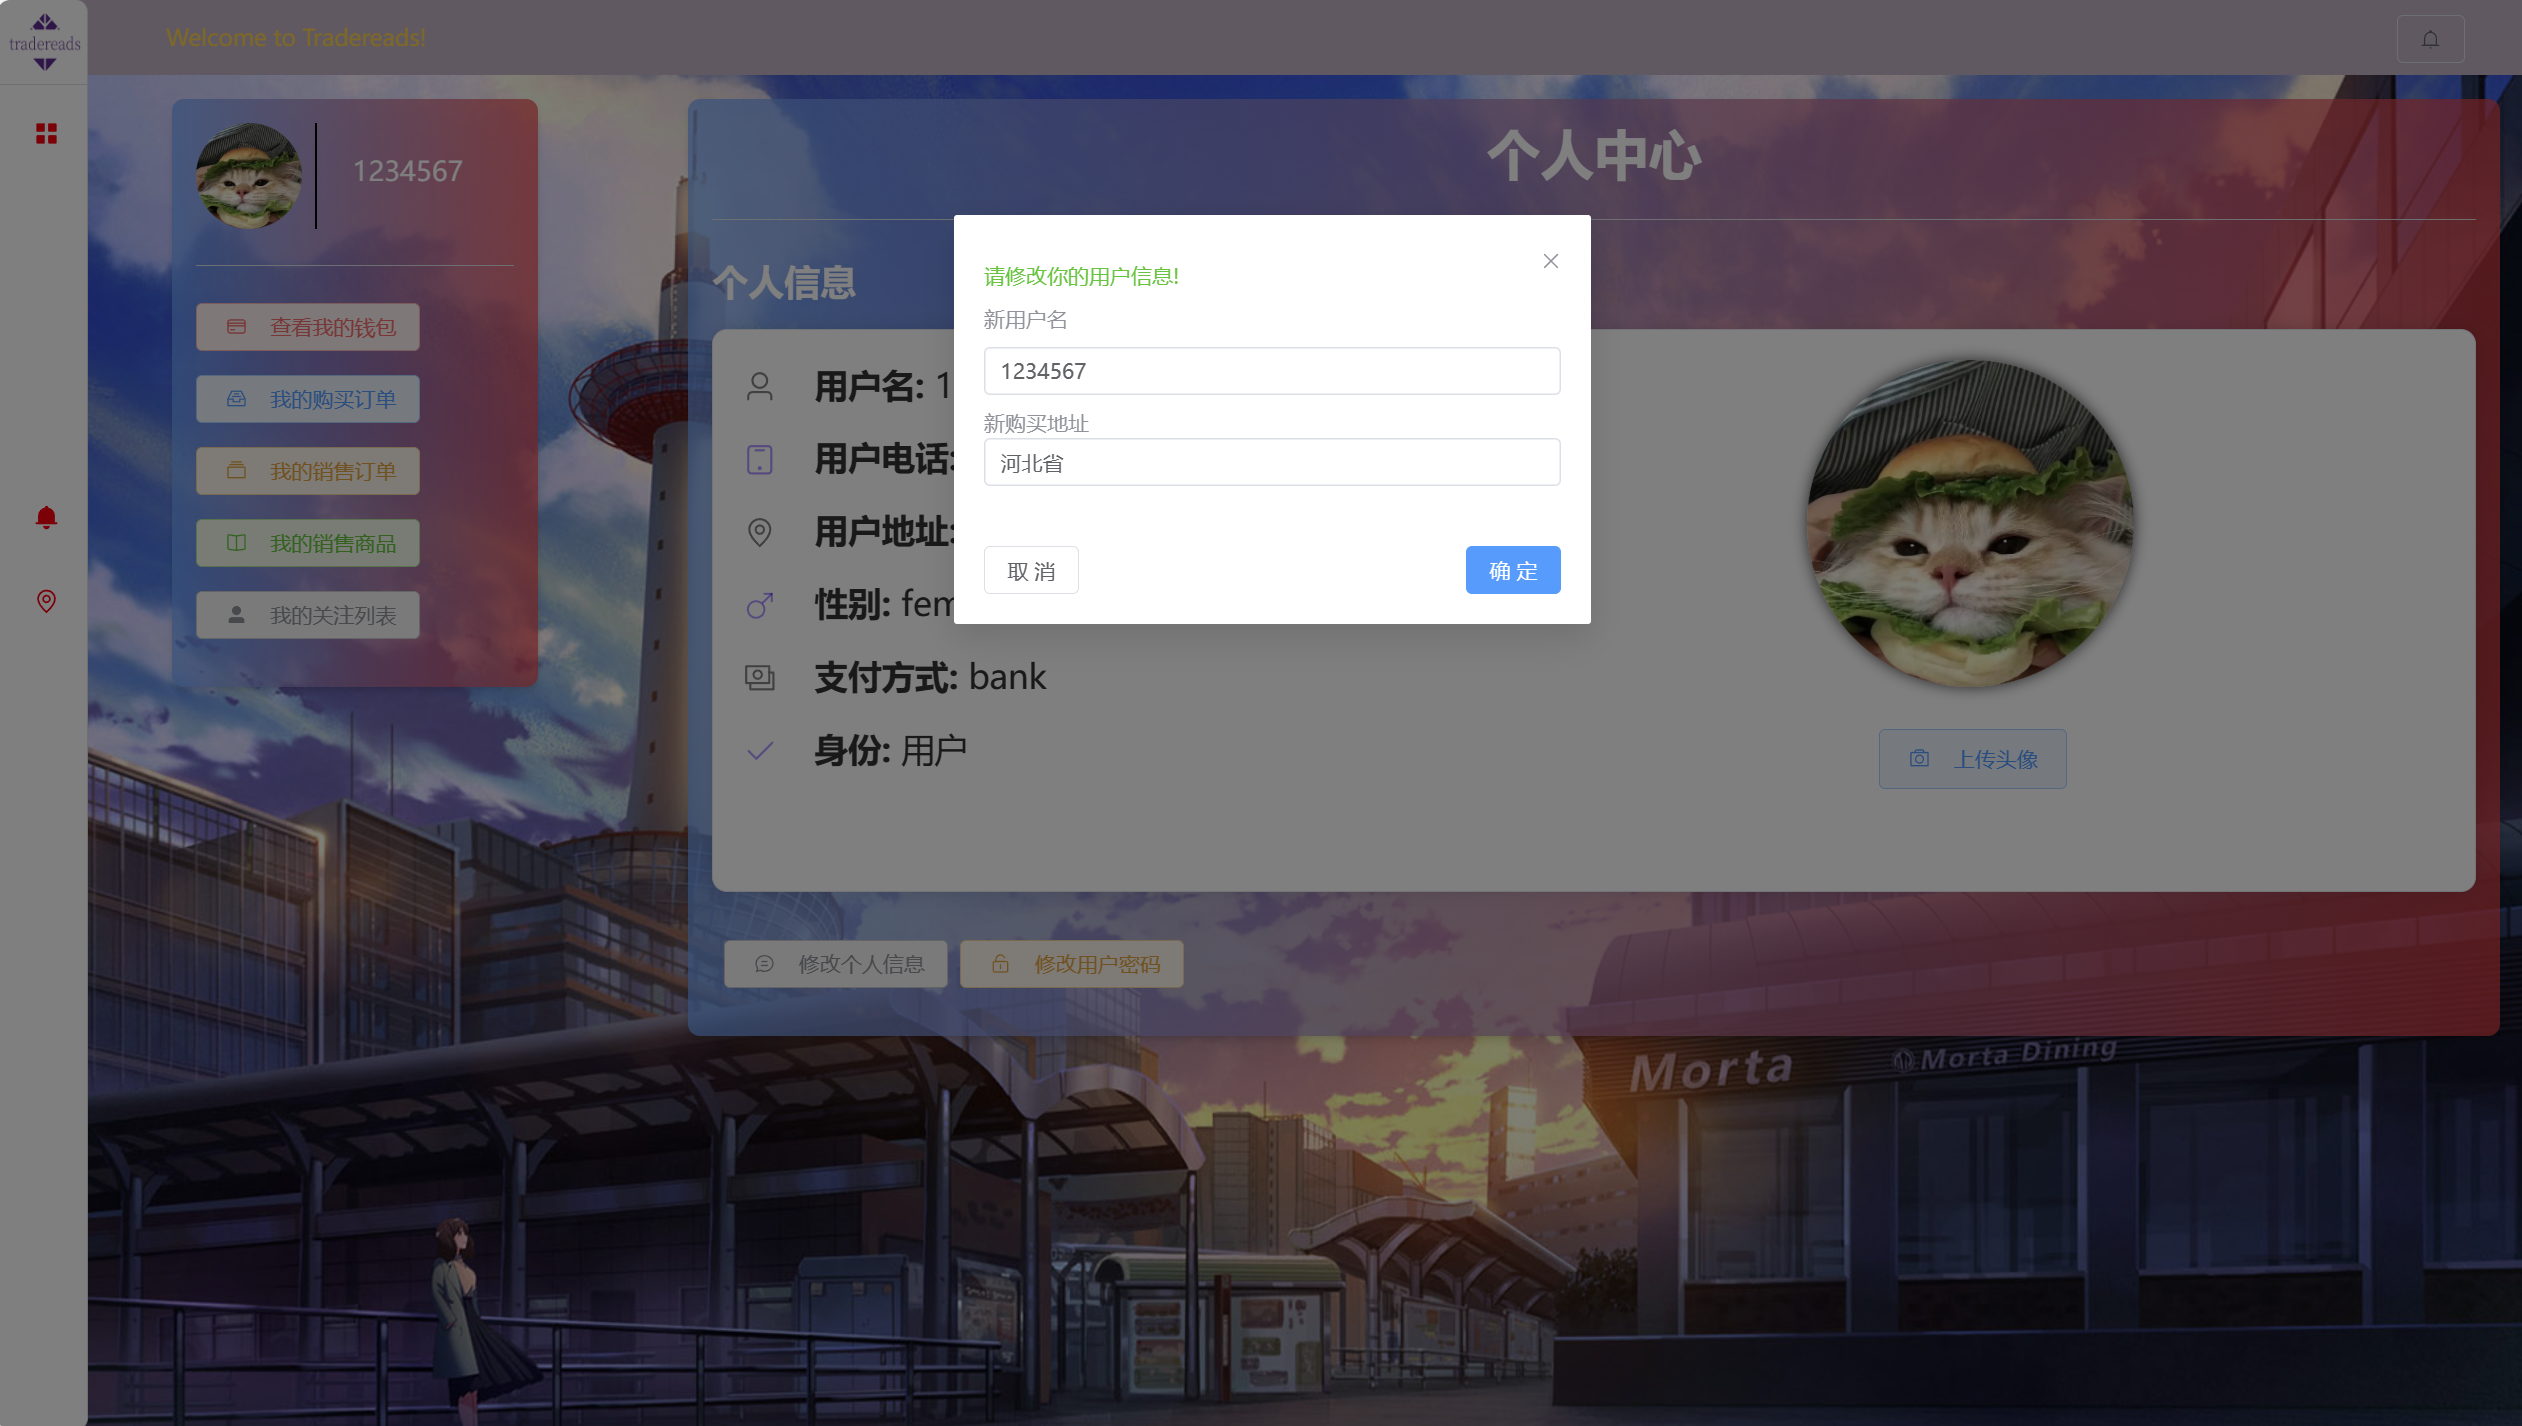 tradereads
Welcome to Tradereads!
1234567
查看我的钱包
我的购买订单
我的销售订单
我的销售商品
我的关注列表
个人中心
个人信息
用户名: 1
用户电话:
用户地址:
性别: fem
支付方式: bank
身份: 用户
上传头像
修改个人信息
修改用户密码
请修改你的用户信息!
新用户名
1234567
新购买地址
河北省
取消
确定
Morta
Morta Dining